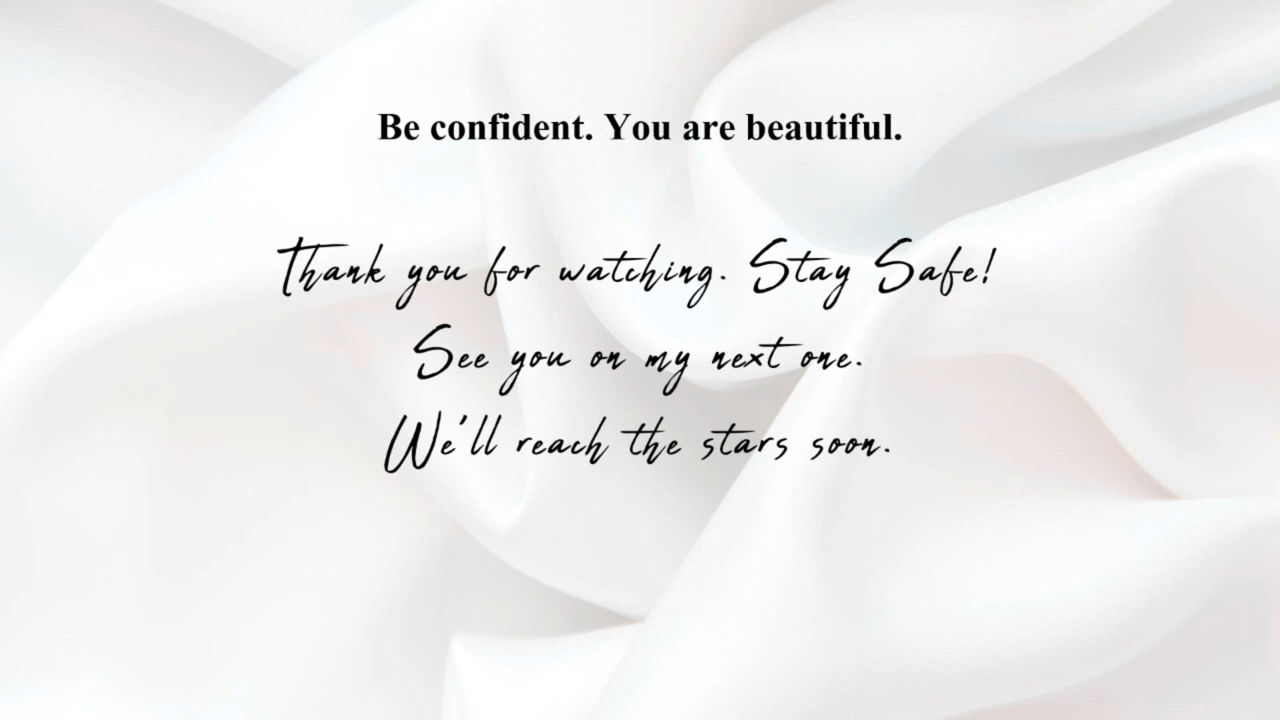 Be confident. You are beautiful.
Thank you for watching. Stay Safe!
See you on my next one.
We'll reach the stars soon.